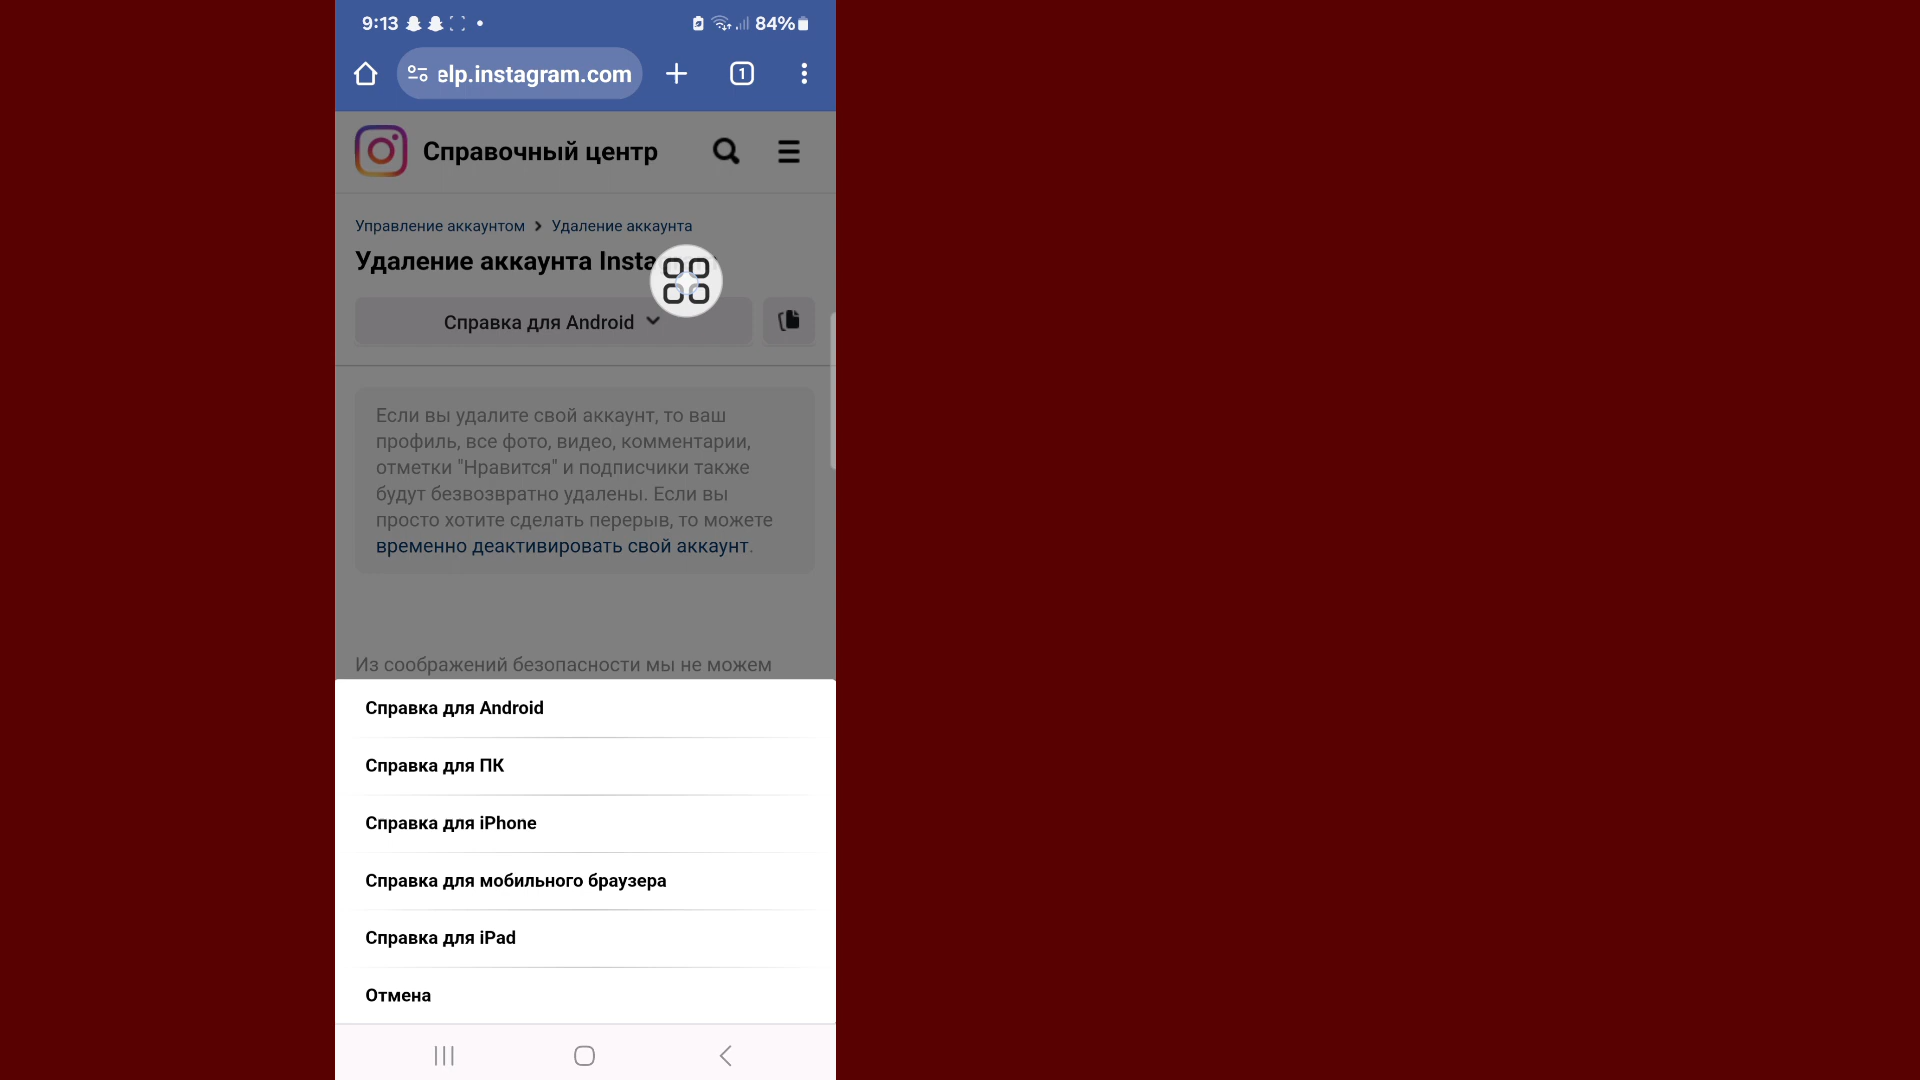 9:13
84%
elp.instagram.com
1
Справочный центр
Управление аккаунтом > Удаление аккаунта
Удаление аккаунта Insta
Справка для Android
Если вы удалите свой аккаунт, то ваш
профиль, все фото, видео, комментарии,
отметки "Нравится" и подписчики также
будут безвозвратно удалены. Если вы
просто хотите сделать перерыв, то можете
временно деактивировать свой аккаунт.
Из соображений безопасности мы не можем
Справка для Android
Справка для ПК
Справка для iPhone
Справка для мобильного браузера
Справка для iPad
Отмена